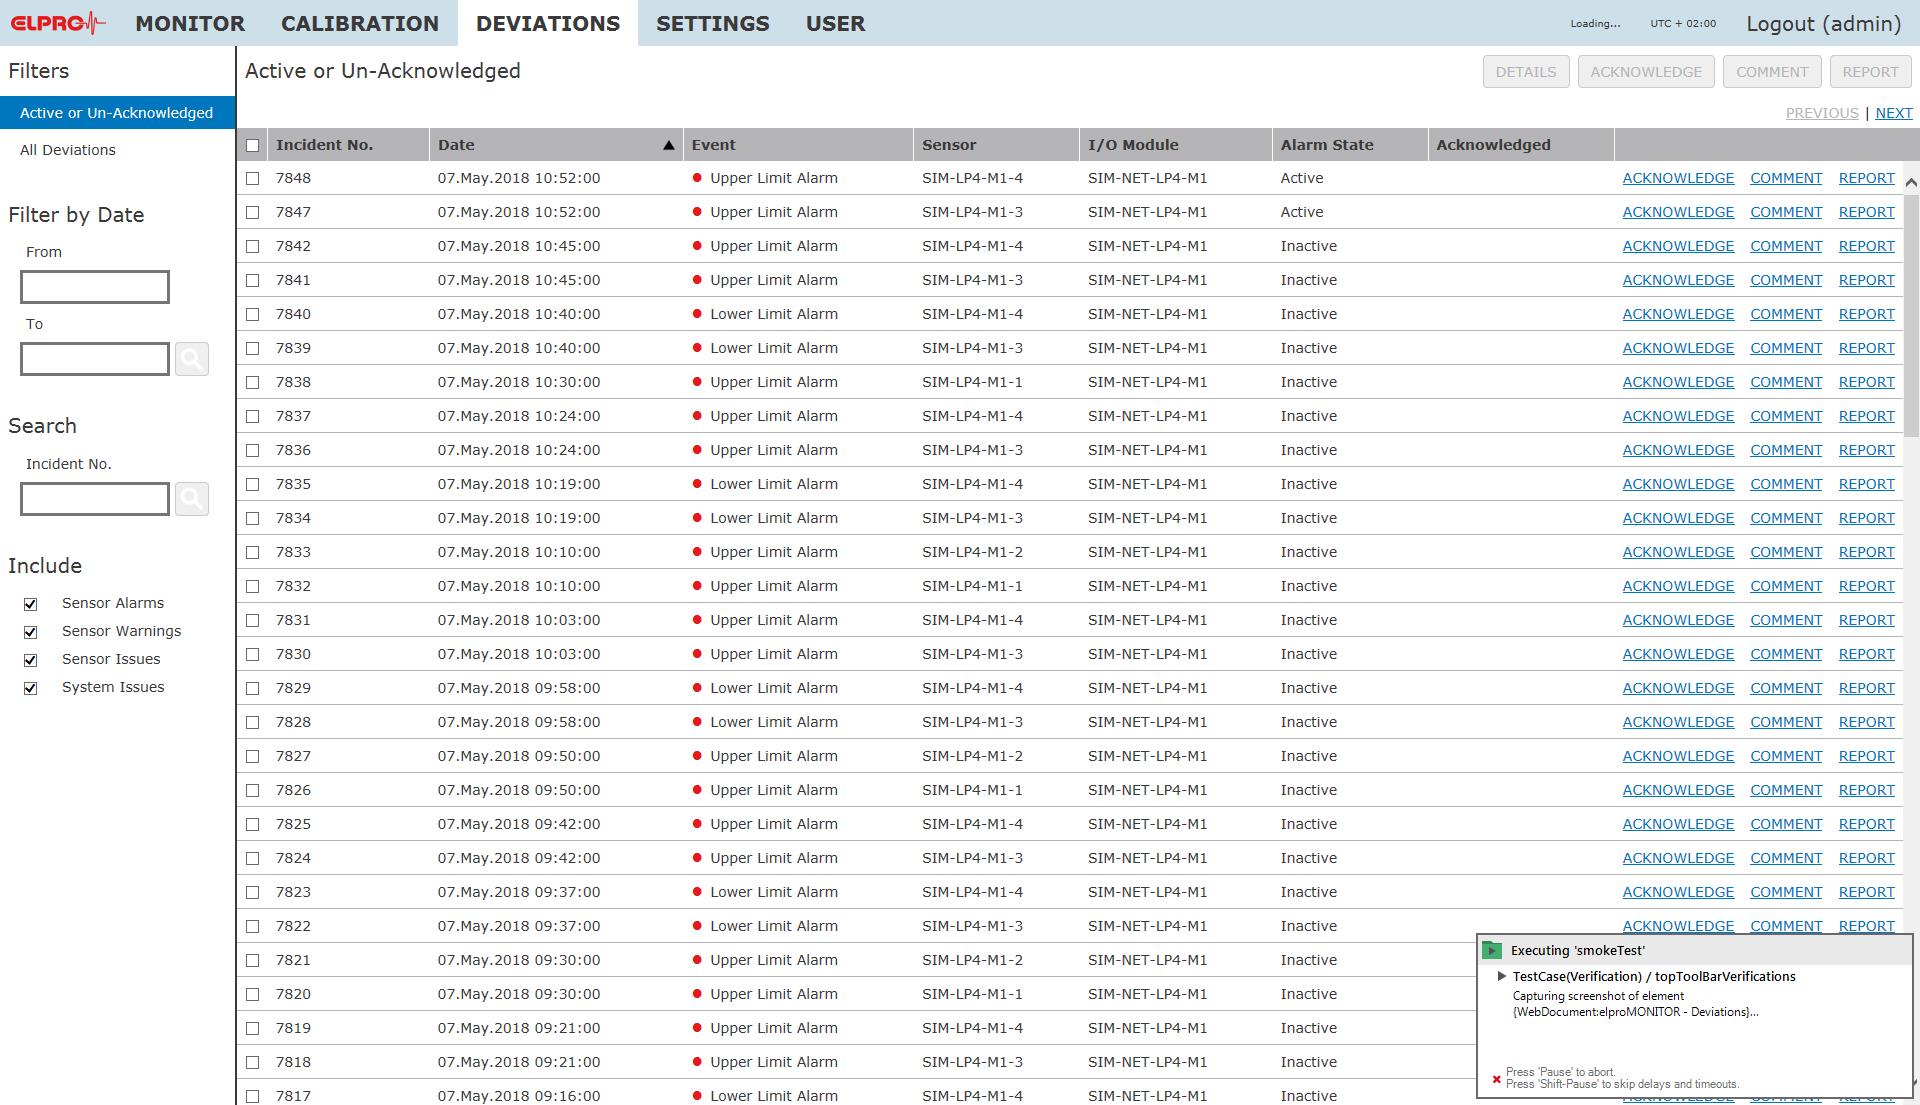 ELPRO MONITOR CALIBRATION DEVIATIONS SETTINGS USER Loading... UTC + 02:00 Logout (admin)
Filters
Active or Un-Acknowledged
All Deviations
Filter by Date
From
To
Search
Incident No.
Include
Sensor Alarms
Sensor Warnings
Sensor Issues
System Issues
Active or Un-Acknowledged DETAILS ACKNOWLEDGE COMMENT REPORT
PREVIOUS | NEXT
Incident No. Date Event Sensor I/O Module Alarm State Acknowledged
7848 07.May.2018 10:52:00 Upper Limit Alarm SIM-LP4-M1-4 SIM-NET-LP4-M1 Active ACKNOWLEDGE COMMENT REPORT
7847 07.May.2018 10:52:00 Upper Limit Alarm SIM-LP4-M1-3 SIM-NET-LP4-M1 Active ACKNOWLEDGE COMMENT REPORT
7842 07.May.2018 10:45:00 Upper Limit Alarm SIM-LP4-M1-4 SIM-NET-LP4-M1 Inactive ACKNOWLEDGE COMMENT REPORT
7841 07.May.2018 10:45:00 Upper Limit Alarm SIM-LP4-M1-3 SIM-NET-LP4-M1 Inactive ACKNOWLEDGE COMMENT REPORT
7840 07.May.2018 10:40:00 Lower Limit Alarm SIM-LP4-M1-4 SIM-NET-LP4-M1 Inactive ACKNOWLEDGE COMMENT REPORT
7839 07.May.2018 10:40:00 Lower Limit Alarm SIM-LP4-M1-3 SIM-NET-LP4-M1 Inactive ACKNOWLEDGE COMMENT REPORT
7838 07.May.2018 10:30:00 Upper Limit Alarm SIM-LP4-M1-1 SIM-NET-LP4-M1 Inactive ACKNOWLEDGE COMMENT REPORT
7837 07.May.2018 10:24:00 Upper Limit Alarm SIM-LP4-M1-4 SIM-NET-LP4-M1 Inactive ACKNOWLEDGE COMMENT REPORT
7836 07.May.2018 10:24:00 Upper Limit Alarm SIM-LP4-M1-3 SIM-NET-LP4-M1 Inactive ACKNOWLEDGE COMMENT REPORT
7835 07.May.2018 10:19:00 Lower Limit Alarm SIM-LP4-M1-4 SIM-NET-LP4-M1 Inactive ACKNOWLEDGE COMMENT REPORT
7834 07.May.2018 10:19:00 Lower Limit Alarm SIM-LP4-M1-3 SIM-NET-LP4-M1 Inactive ACKNOWLEDGE COMMENT REPORT
7833 07.May.2018 10:10:00 Upper Limit Alarm SIM-LP4-M1-2 SIM-NET-LP4-M1 Inactive ACKNOWLEDGE COMMENT REPORT
7832 07.May.2018 10:10:00 Upper Limit Alarm SIM-LP4-M1-1 SIM-NET-LP4-M1 Inactive ACKNOWLEDGE COMMENT REPORT
7831 07.May.2018 10:03:00 Upper Limit Alarm SIM-LP4-M1-4 SIM-NET-LP4-M1 Inactive ACKNOWLEDGE COMMENT REPORT
7830 07.May.2018 10:03:00 Upper Limit Alarm SIM-LP4-M1-3 SIM-NET-LP4-M1 Inactive ACKNOWLEDGE COMMENT REPORT
7829 07.May.2018 09:58:00 Lower Limit Alarm SIM-LP4-M1-4 SIM-NET-LP4-M1 Inactive ACKNOWLEDGE COMMENT REPORT
7828 07.May.2018 09:58:00 Lower Limit Alarm SIM-LP4-M1-3 SIM-NET-LP4-M1 Inactive ACKNOWLEDGE COMMENT REPORT
7827 07.May.2018 09:50:00 Upper Limit Alarm SIM-LP4-M1-2 SIM-NET-LP4-M1 Inactive ACKNOWLEDGE COMMENT REPORT
7826 07.May.2018 09:50:00 Upper Limit Alarm SIM-LP4-M1-1 SIM-NET-LP4-M1 Inactive ACKNOWLEDGE COMMENT REPORT
7825 07.May.2018 09:42:00 Upper Limit Alarm SIM-LP4-M1-4 SIM-NET-LP4-M1 Inactive ACKNOWLEDGE COMMENT REPORT
7824 07.May.2018 09:42:00 Upper Limit Alarm SIM-LP4-M1-3 SIM-NET-LP4-M1 Inactive ACKNOWLEDGE COMMENT REPORT
7823 07.May.2018 09:37:00 Lower Limit Alarm SIM-LP4-M1-4 SIM-NET-LP4-M1 Inactive ACKNOWLEDGE COMMENT REPORT
7822 07.May.2018 09:37:00 Lower Limit Alarm SIM-LP4-M1-3 SIM-NET-LP4-M1 Inactive ACKNOWLEDGE COMMENT REPORT
7821 07.May.2018 09:30:00 Upper Limit Alarm SIM-LP4-M1-2 SIM-NET-LP4-M1 Inactive
7820 07.May.2018 09:30:00 Upper Limit Alarm SIM-LP4-M1-1 SIM-NET-LP4-M1 Inactive
7819 07.May.2018 09:21:00 Upper Limit Alarm SIM-LP4-M1-4 SIM-NET-LP4-M1 Inactive
7818 07.May.2018 09:21:00 Upper Limit Alarm SIM-LP4-M1-3 SIM-NET-LP4-M1 Inactive
7817 07.May.2018 09:16:00 Lower Limit Alarm SIM-LP4-M1-4 SIM-NET-LP4-M1 Inactive
Executing 'smokeTest'
TestCase(Verification) / topToolBarVerifications
Capturing screenshot of element
{WebDocument:elproMONITOR - Deviations}...
Press 'Pause' to abort.
Press 'Shift-Pause' to skip delays and timeouts.